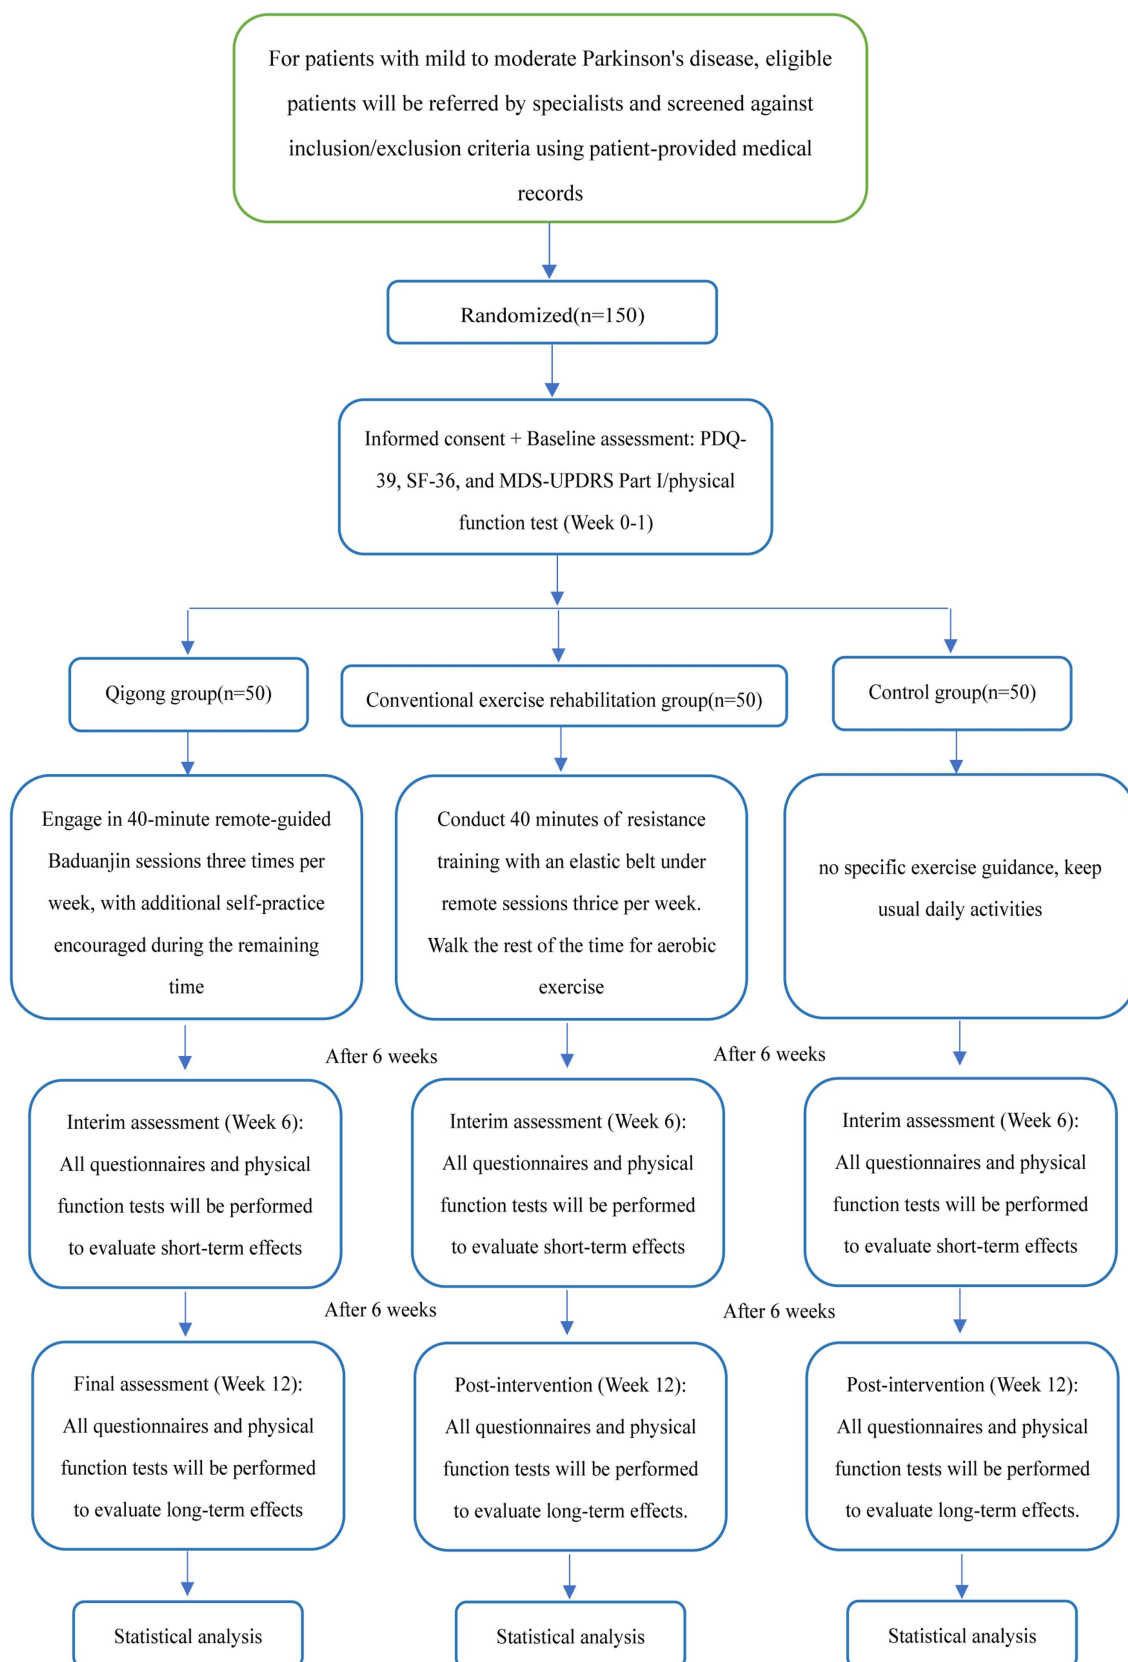 For patients with mild to moderate Parkinson's disease, eligible
patients will be referred by specialists and screened against
inclusion/exclusion criteria using patient-provided medical
records
Randomized(n=150)
Informed consent + Baseline assessment: PDQ-
39, SF-36, and MDS-UPDRS Part I/physical
function test (Week 0-1)
Qigong group(n=50)
Conventional exercise rehabilitation group(n=50)
Control group(n=50)
Engage in 40-minute remote-guided
Baduanjin sessions three times per
week, with additional self-practice
encouraged during the remaining
time
Conduct 40 minutes of resistance
training with an elastic belt under
remote sessions thrice per week.
Walk the rest of the time for aerobic
exercise
no specific exercise guidance, keep
usual daily activities
After 6 weeks
After 6 weeks
Interim assessment (Week 6):
All questionnaires and physical
function tests will be performed
to evaluate short-term effects
Interim assessment (Week 6):
All questionnaires and physical
function tests will be performed
to evaluate short-term effects
Interim assessment (Week 6):
All questionnaires and physical
function tests will be performed
to evaluate short-term effects
After 6 weeks
After 6 weeks
Final assessment (Week 12):
All questionnaires and physical
function tests will be performed
to evaluate long-term effects
Post-intervention (Week 12):
All questionnaires and physical
function tests will be performed
to evaluate long-term effects.
Post-intervention (Week 12):
All questionnaires and physical
function tests will be performed
to evaluate long-term effects.
Statistical analysis
Statistical analysis
Statistical analysis